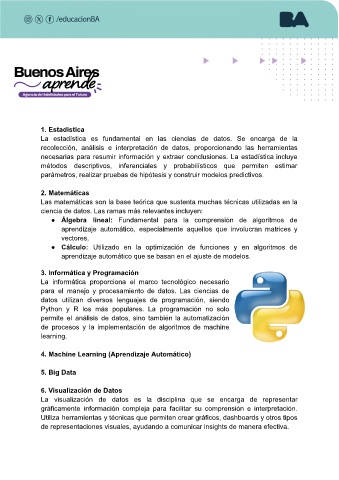 /educacionBA
BA
Buenos Aires
aprende
Agencia de Habilidades para el Futuro
1. Estadística
La estadística es fundamental en las ciencias de datos. Se encarga de la
recolección, análisis e interpretación de datos, proporcionando las herramientas
necesarias para resumir información y extraer conclusiones. La estadística incluye
métodos descriptivos, inferenciales y probabilísticos que permiten estimar
parámetros, realizar pruebas de hipótesis y construir modelos predictivos.
2. Matemáticas
Las matemáticas son la base teórica que sustenta muchas técnicas utilizadas en la
ciencia de datos. Las ramas más relevantes incluyen:
● Álgebra lineal: Fundamental para la comprensión de algoritmos de
aprendizaje automático, especialmente aquellos que involucran matrices y
vectores.
● Cálculo: Utilizado en la optimización de funciones y en algoritmos de
aprendizaje automático que se basan en el ajuste de modelos.
3. Informática y Programación
La informática proporciona el marco tecnológico necesario
para el manejo y procesamiento de datos. Las ciencias de
datos utilizan diversos lenguajes de programación, siendo
Python y R los más populares. La programación no solo
permite el análisis de datos, sino también la automatización
de procesos y la implementación de algoritmos de machine
learning.
4. Machine Learning (Aprendizaje Automático)
5. Big Data
6. Visualización de Datos
La visualización de datos es la disciplina que se encarga de representar
gráficamente información compleja para facilitar su comprensión e interpretación.
Utiliza herramientas y técnicas que permiten crear gráficos, dashboards y otros tipos
de representaciones visuales, ayudando a comunicar insights de manera efectiva.